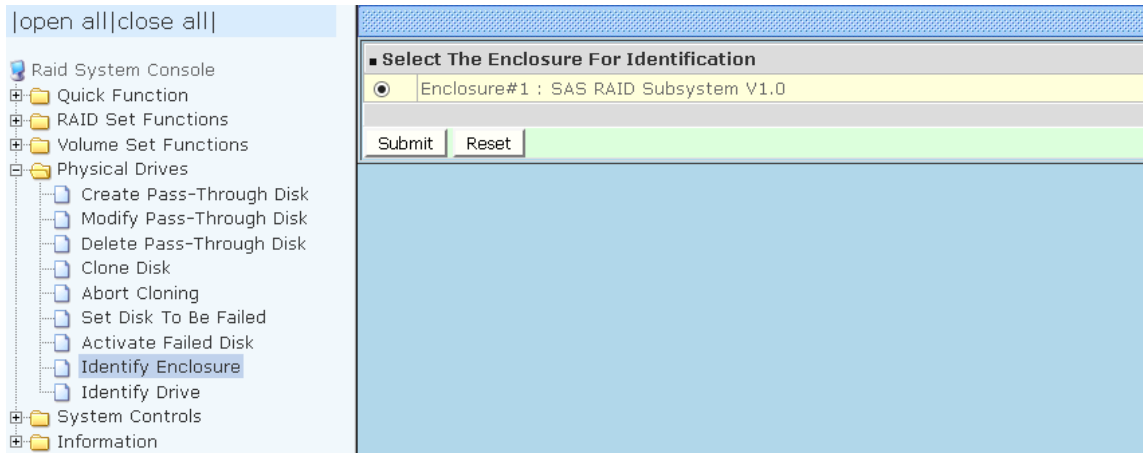 |open all|close all|
Raid System Console
Quick Function
RAID Set Functions
Volume Set Functions
Physical Drives
Create Pass-Through Disk
Modify Pass-Through Disk
Delete Pass-Through Disk
Clone Disk
Abort Cloning
Set Disk To Be Failed
Activate Failed Disk
Identify Enclosure
Identify Drive
System Controls
Information
Select The Enclosure For Identification
Enclosure#1 : SAS RAID Subsystem V1.0
Submit Reset